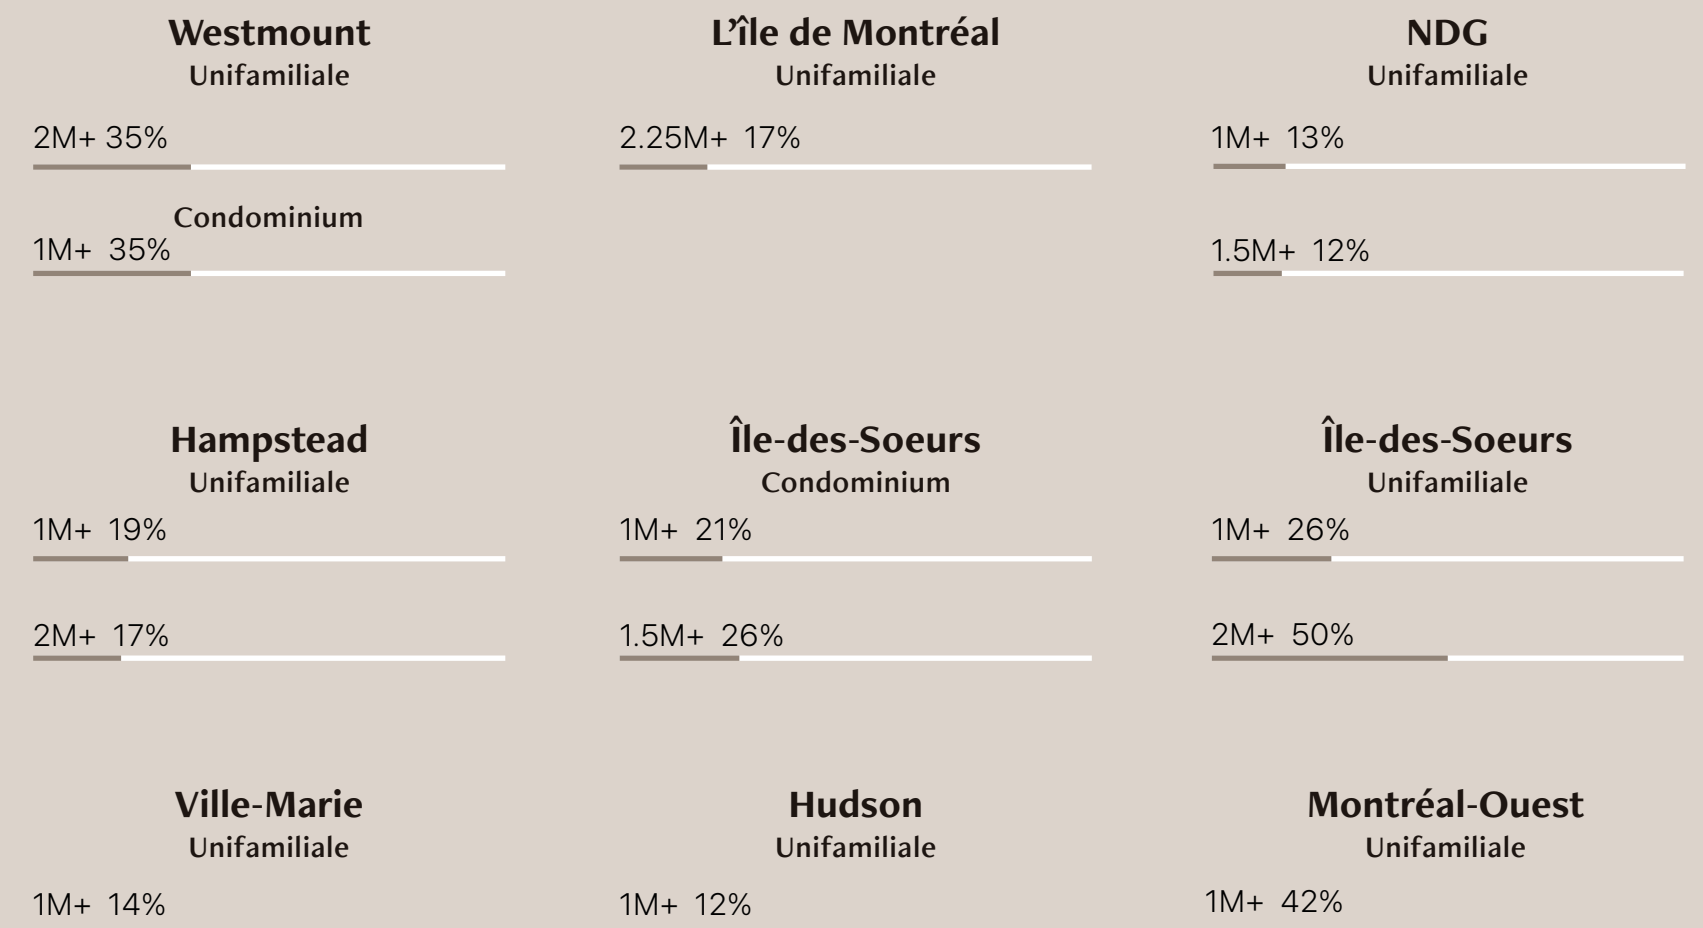 Westmount
Unifamiliale
2M+ 35%
Condominium
1M+ 35%
L’île de Montréal
Unifamiliale
2.25M+ 17%
NDG
Unifamiliale
1M+ 13%
1.5M+ 12%
Hampstead
Unifamiliale
1M+ 19%
2M+ 17%
Île-des-Soeurs
Condominium
1M+ 21%
1.5M+ 26%
Île-des-Soeurs
Unifamiliale
1M+ 26%
2M+ 50%
Ville-Marie
Unifamiliale
1M+ 14%
Hudson
Unifamiliale
1M+ 12%
Montréal-Ouest
Unifamiliale
1M+ 42%